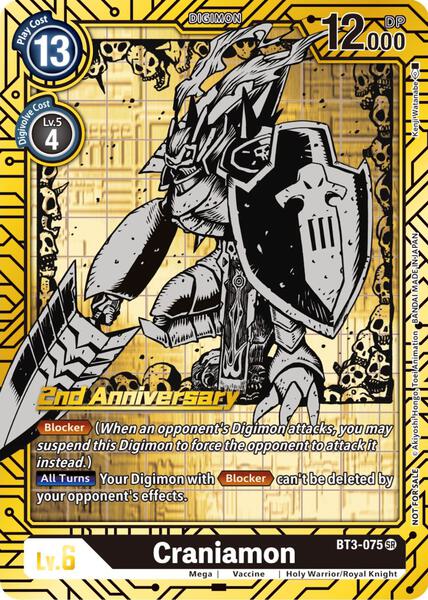 Play Cost
13
DIGIMON
12000 DP
Digivolve Cost
Lv.5
4
Kenji Watanabe
2nd Anniversary
Blocker (When an opponent's Digimon attacks, you may
suspend this Digimon to force the opponent to attack it
instead.)
All Turns Your Digimon with Blocker can't be deleted by
your opponent's effects.
NOT FOR SALE
©Akiyoshi Hongo, Toei Animation BANDAI MADE IN JAPAN
Lv.6
Craniamon
BT3-075 SR
Mega | Vaccine | Holy Warrior/Royal Knight